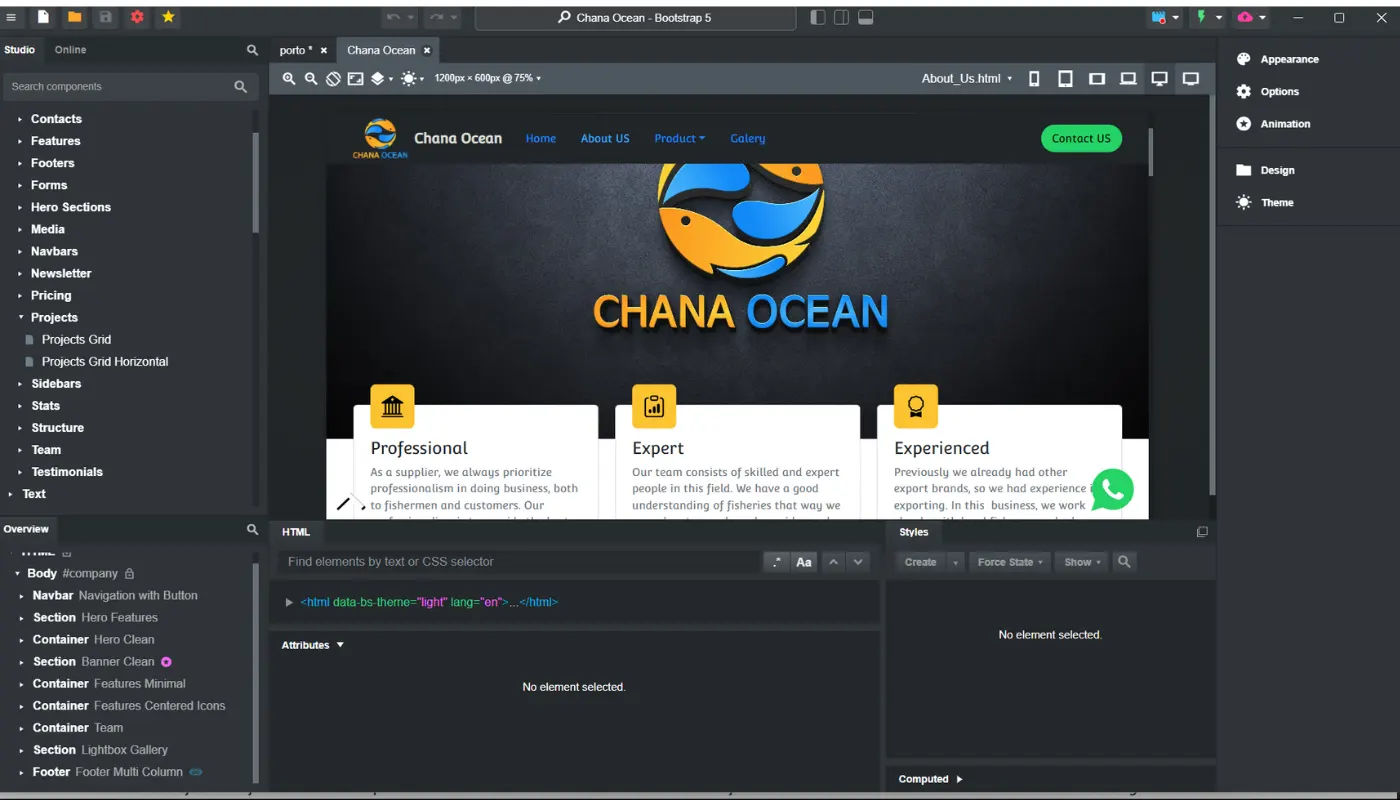 Chana Ocean - Bootstrap 5
Studio
Online
Search components
Contacts
Features
Footers
Forms
Hero Sections
Media
Navbars
Newsletter
Pricing
Projects
Projects Grid
Projects Grid Horizontal
Sidebars
Stats
Structure
Team
Testimonials
Text
Overview
HTML
Body #company
Navbar Navigation with Button
Section Hero Features
Container Hero Clean
Section Banner Clean
Container Features Minimal
Container Features Centered Icons
Container Team
Section Lightbox Gallery
Footer Footer Multi Column
porto *
Chana Ocean
1200px × 600px @ 75%
About_Us.html
CHANA OCEAN
Chana Ocean
Home
About US
Product
Galery
Contact US
CHANA OCEAN
Professional
As a supplier, we always prioritize
professionalism in doing business, both
to fishermen and customers. Our
Expert
Our team consists of skilled and expert
people in this field. We have a good
understanding of fisheries that way we
Experienced
Previously we already had other
export brands, so we had experience
exporting. In this business, we work
HTML
Find elements by text or CSS selector
.*
Aa
<html data-bs-theme="light" lang="en">...</html>
Attributes
No element selected.
Styles
Create
Force State
Show
No element selected.
Computed
Appearance
Options
Animation
Design
Theme